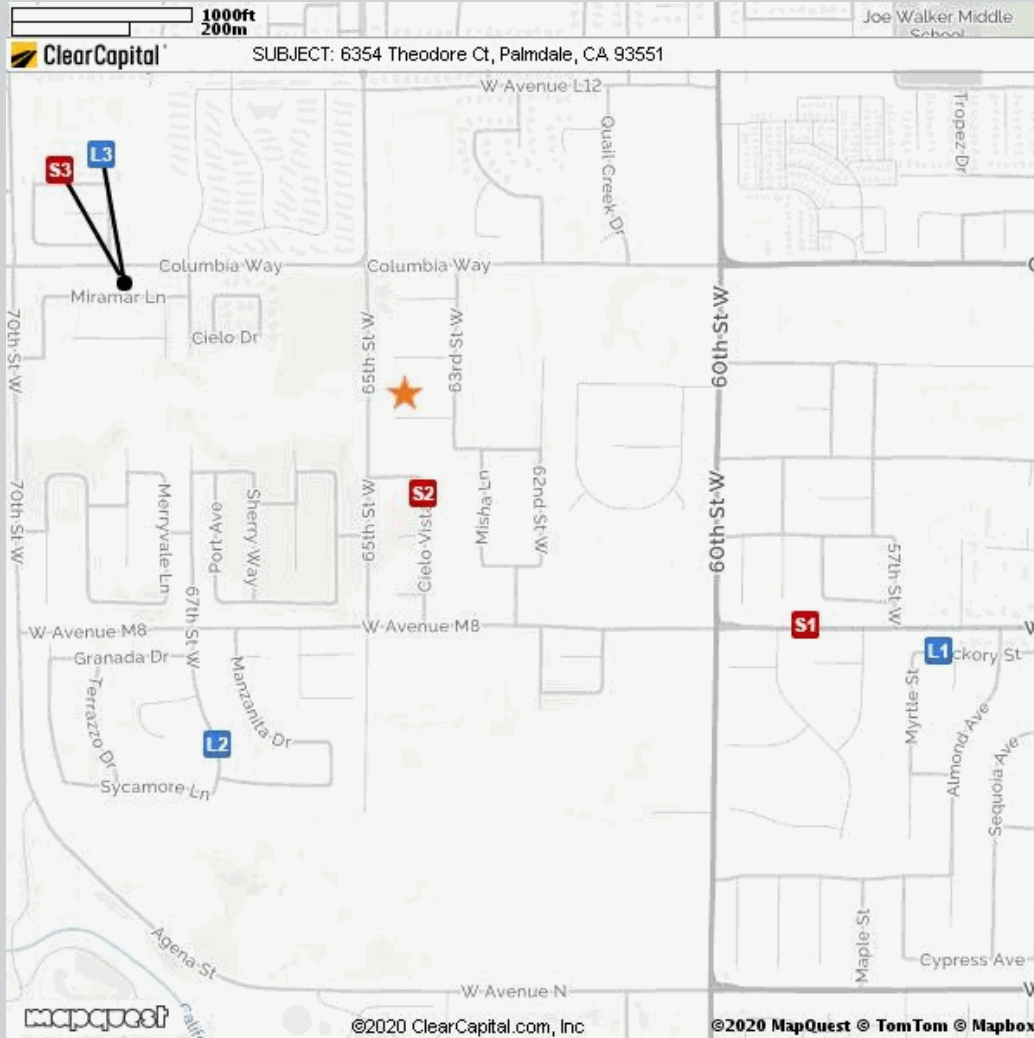 1000ft
200m
Joe Walker Middle
School
ClearCapital
SUBJECT: 6354 Theodore Ct, Palmdale, CA 93551
W Avenue L12
Quail Creek Dr
Tropez Dr
L3
S3
Columbia Way
Columbia Way
Miramar Ln
Cielo Dr
70th St W
65th St W
63rd St W
60th St W
S2
70th St W
Merryvale Ln
Port Ave
Sherry Way
65th St W
Cielo Vista
Misha Ln
62nd St W
60th St W
57th St W
67th St W
W Avenue M8
W Avenue M8
S1
L1
ckory St
Granada Dr
Terrazzo Dr
Manzanita Dr
Myrtle St
Almond Ave
Sequoia Ave
L2
Sycamore Ln
Agena St
Maple St
Cypress Ave
W Avenue N
mapquest
©2020 ClearCapital.com, Inc
©2020 MapQuest © TomTom © Mapbox